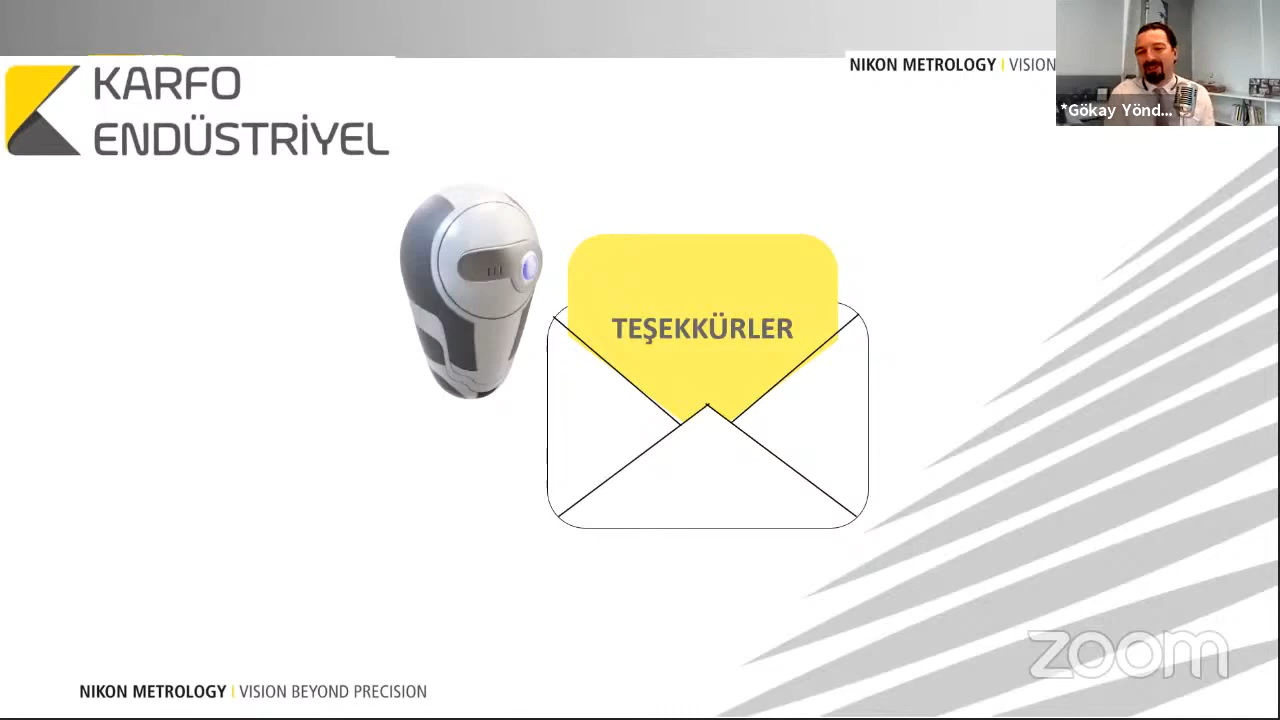 KARFO
ENDÜSTRİYEL
NIKON METROLOGY | VISION
*Gökay Yönd...
TEŞEKKÜRLER
zoom
NIKON METROLOGY | VISION BEYOND PRECISION